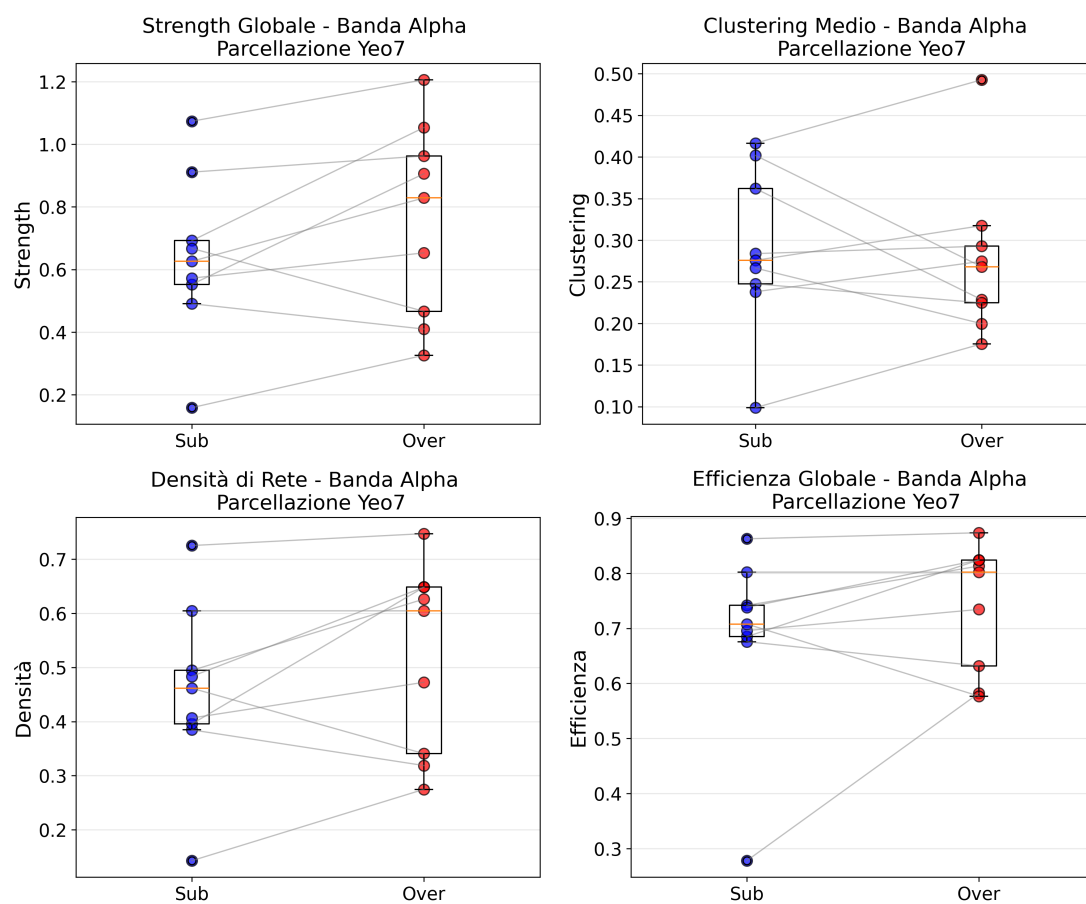 Strength Globale - Banda Alpha
Parcellazione Yeo7
Strength
1.2
1.0
0.8
0.6
0.4
0.2
Sub
Over
Clustering Medio - Banda Alpha
Parcellazione Yeo7
Clustering
0.50
0.45
0.40
0.35
0.30
0.25
0.20
0.15
0.10
Sub
Over
Densità di Rete - Banda Alpha
Parcellazione Yeo7
Densità
0.7
0.6
0.5
0.4
0.3
0.2
Sub
Over
Efficienza Globale - Banda Alpha
Parcellazione Yeo7
Efficienza
0.9
0.8
0.7
0.6
0.5
0.4
0.3
Sub
Over